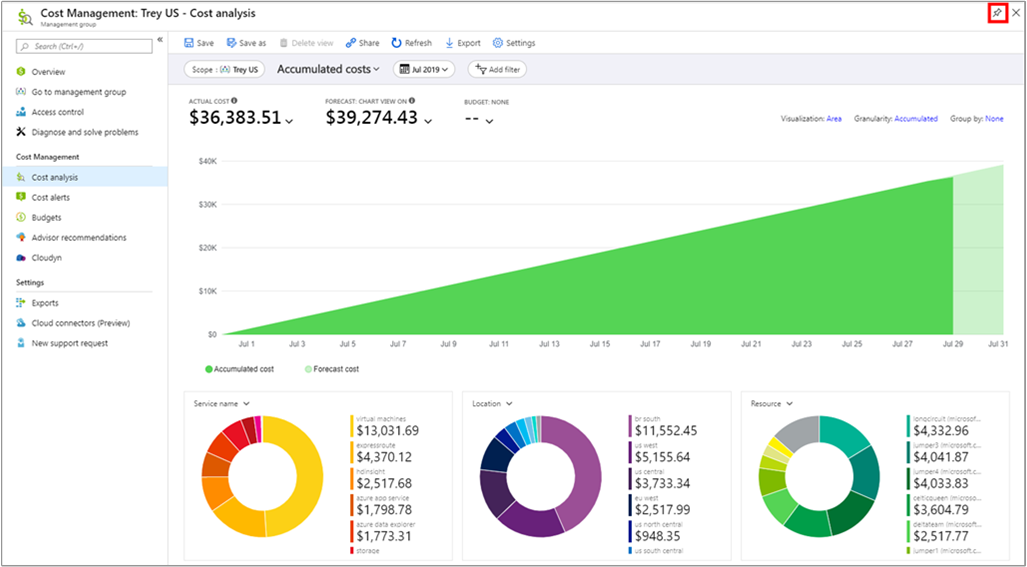 Cost Management: Trey US - Cost analysis
Management group
Search (Ctrl+/)
«
Overview
Go to management group
Access control
Diagnose and solve problems
Cost Management
Cost analysis
Cost alerts
Budgets
Advisor recommendations
Cloudyn
Settings
Exports
Cloud connectors (Preview)
New support request
Save Save as Delete view Share Refresh Export Settings
Scope : Trey US Accumulated costs Jul 2019 Add filter
ACTUAL COST FORECAST: CHART VIEW ON BUDGET: NONE
$36,383.51 $39,274.43 --
Visualization: Area Granularity: Accumulated Group by: None
$40K
$30K
$20K
$10K
$0
Jul 1 Jul 3 Jul 5 Jul 7 Jul 9 Jul 11 Jul 13 Jul 15 Jul 17 Jul 19 Jul 21 Jul 23 Jul 25 Jul 27 Jul 29 Jul 31
Accumulated cost Forecast cost
Service name
virtual machines
$13,031.69
expressroute
$4,370.12
hdinsight
$2,517.68
azure app service
$1,798.78
azure data explorer
$1,773.31
storage
Location
br south
$11,552.45
us west
$5,155.64
us central
$3,733.34
eu west
$2,517.99
us north central
$948.35
us south central
Resource
(microsof...
$4,332.96
jumper3 (microsoft.c...
$4,041.87
jumper4 (microsoft.c...
$4,033.83
celticqueen (microso...
$3,604.79
deltateam (microsoft...
$2,517.77
jumper1 (microsoft.c...